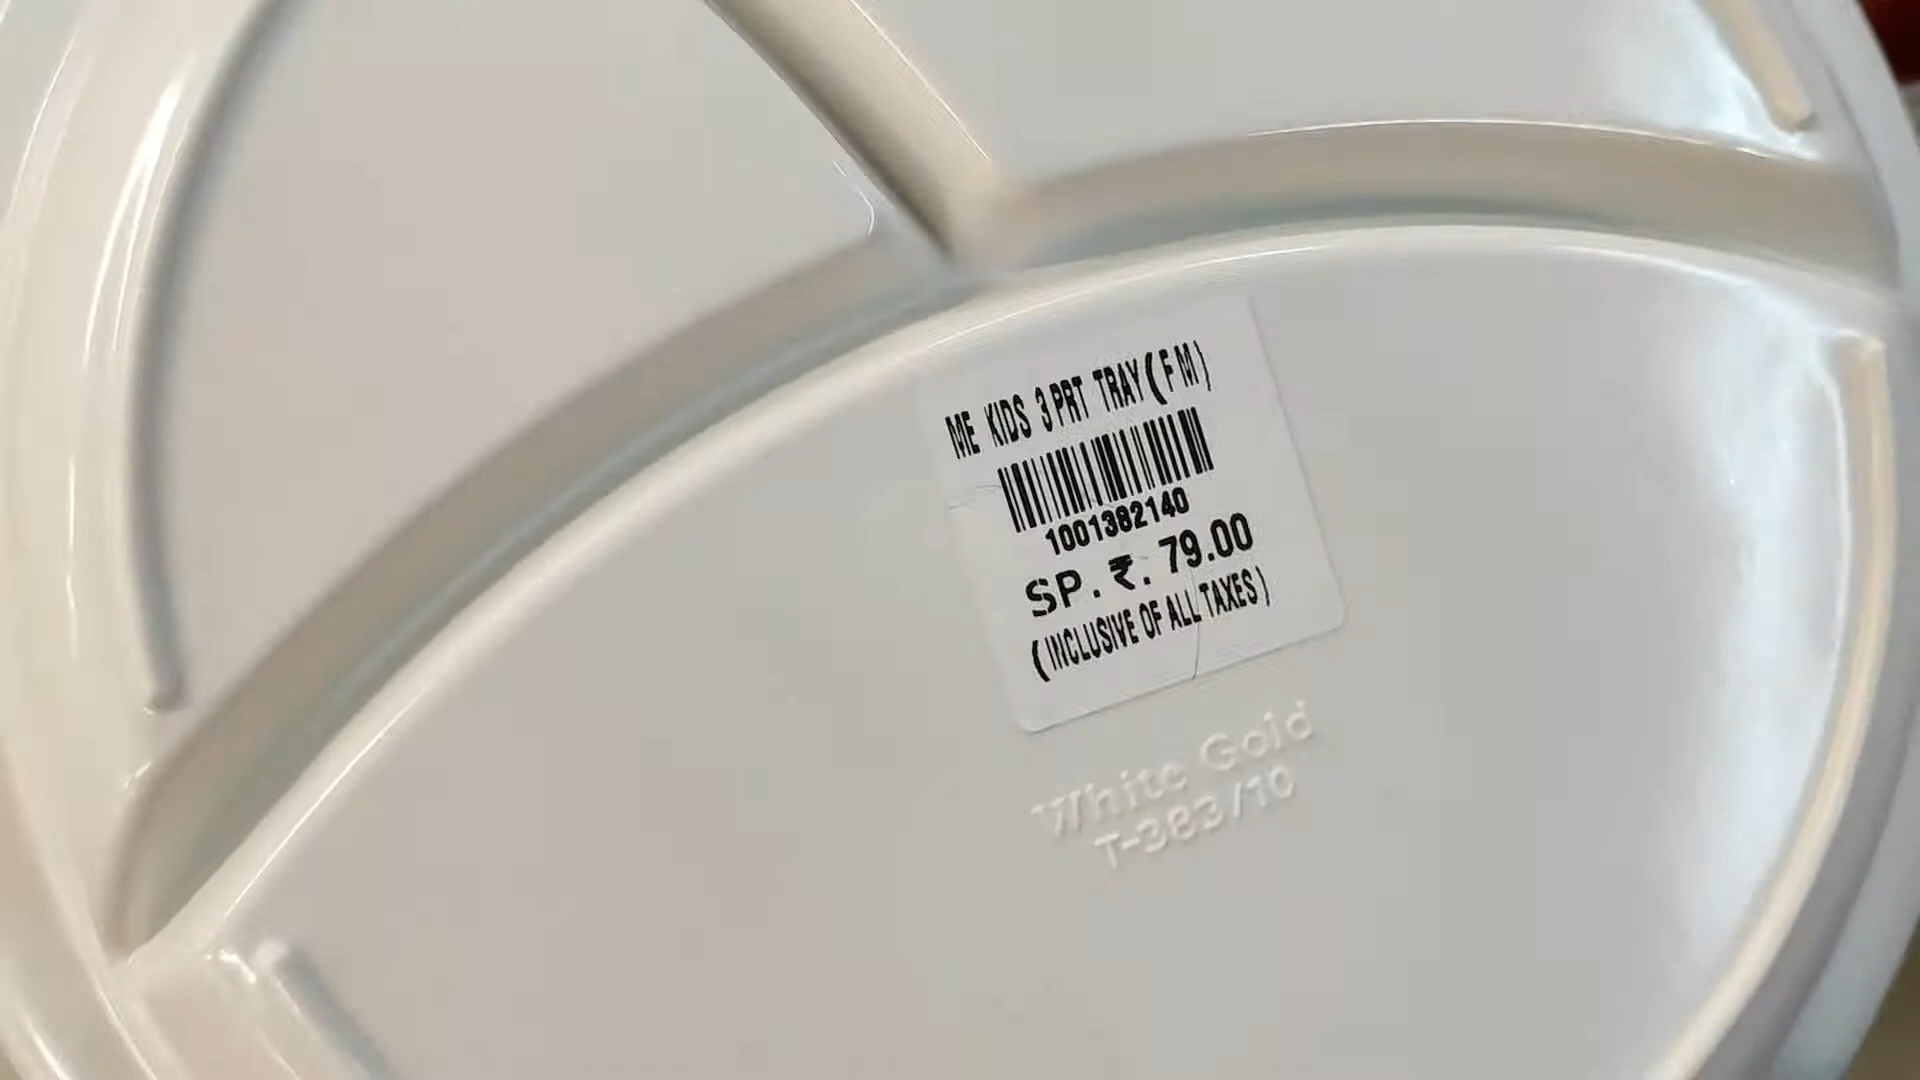 ME KIDS 3 PRT TRAY (FM)
1001382140
SP. ₹. 79.00
(INCLUSIVE OF ALL TAXES)
White Gold
T-383/10